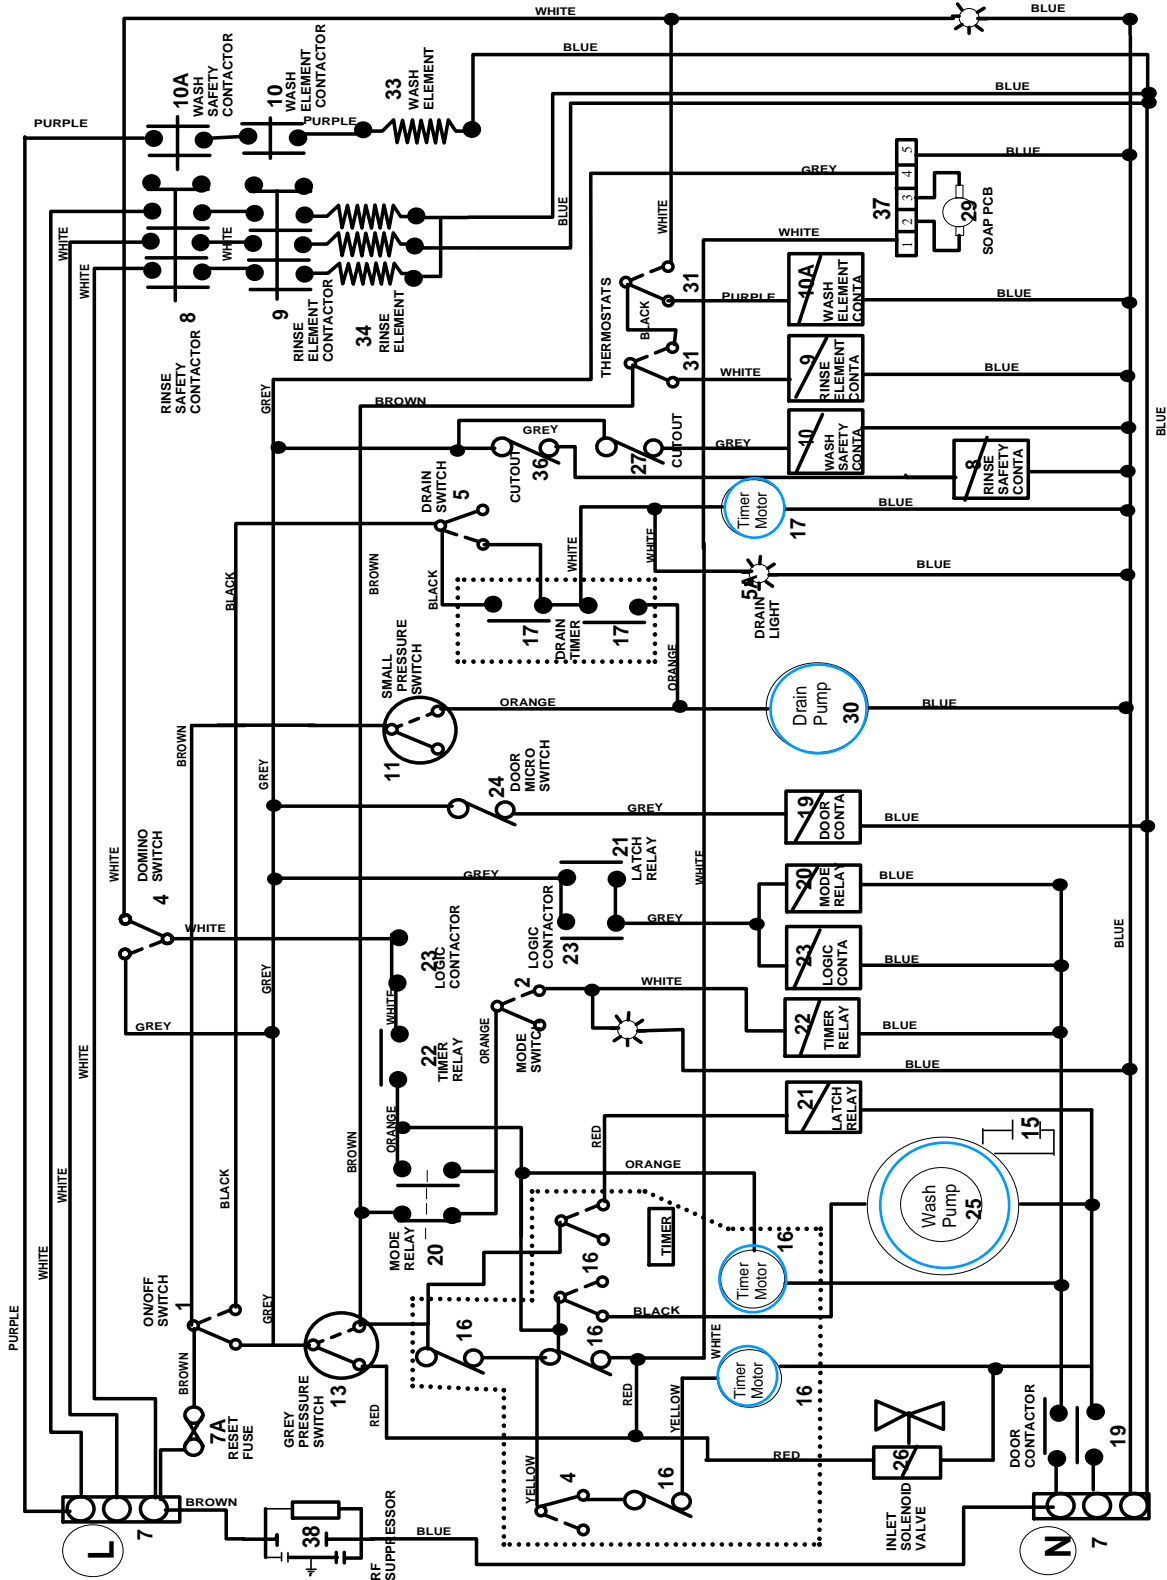 WHITE
BLUE
BLUE
10A
WASH
SAFETY
CONTACTOR
10
WASH
ELEMENT
CONTACTOR
33
WASH
ELEMENT
PURPLE
PURPLE
BLUE
BLUE
BLUE
GREY
WHITE
5
4
3
2
1
37
29
SOAP PCB
WHITE
WHITE
WHITE
WHITE
BLUE
8
RINSE
SAFETY
CONTACTOR
9
RINSE
ELEMENT
CONTACTOR
34
RINSE
ELEMENT
THERMOSTATS
31
BLACK
31
PURPLE
10A
WASH
ELEMENT
CONTA
BLUE
WHITE
9
RINSE
ELEMENT
CONTA
BLUE
GREY
BROWN
GREY
CUTOUT
36
27
CUTOUT
GREY
10
WASH
SAFETY
CONTA
BLUE
8
RINSE
SAFETY
CONTA
DRAIN
SWITCH
5
Timer
Motor
17
BLUE
BLACK
BROWN
BLACK
WHITE
WHITE
5A
DRAIN
LIGHT
BLUE
17
DRAIN
TIMER
17
ORANGE
SMALL
PRESSURE
SWITCH
11
ORANGE
Drain
Pump
30
BLUE
BROWN
GREY
24
DOOR
MICRO
SWITCH
GREY
19
DOOR
CONTA
BLUE
WHITE
DOMINO
SWITCH
4
WHITE
GREY
GREY
GREY
21
LATCH
RELAY
LOGIC
CONTACTOR
23
GREY
WHITE
20
MODE
RELAY
BLUE
23
LOGIC
CONTA
BLUE
BLUE
23
LOGIC
CONTACTOR
WHITE
22
TIMER
RELAY
ORANGE
MODE
SWITCH
2
WHITE
22
TIMER
RELAY
BLUE
BLUE
WHITE
WHITE
WHITE
BLACK
BROWN
ORANGE
MODE
RELAY
20
RED
21
LATCH
RELAY
ORANGE
15
Wash
Pump
25
PURPLE
ON/OFF
SWITCH
1
GREY
BROWN
16
TIMER
16
Timer
Motor
16
16
BLACK
WHITE
GREY
PRESSURE
SWITCH
13
RED
RED
YELLOW
Timer
Motor
16
7A
RESET
FUSE
YELLOW
4
16
RED
26
INLET
SOLENOID
VALVE
DOOR
CONTACTOR
19
L
7
BROWN
38
RF
SUPPRESSOR
BLUE
N
7